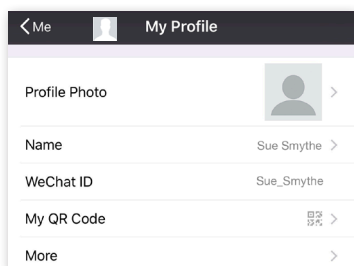 Me My Profile
Profile Photo
Name Sue Smythe
WeChat ID Sue_Smythe
My QR Code
More